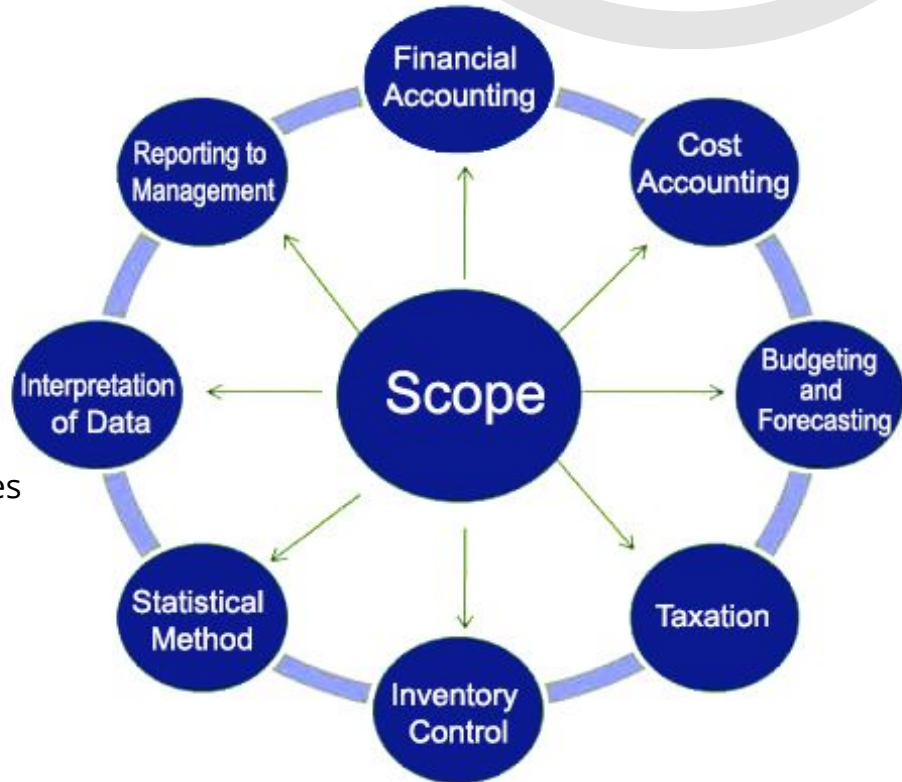 Financial
Accounting
Cost
Accounting
Budgeting
and
Forecasting
Taxation
Inventory
Control
Statistical
Method
Interpretation
of Data
Reporting to
Management
Scope
es